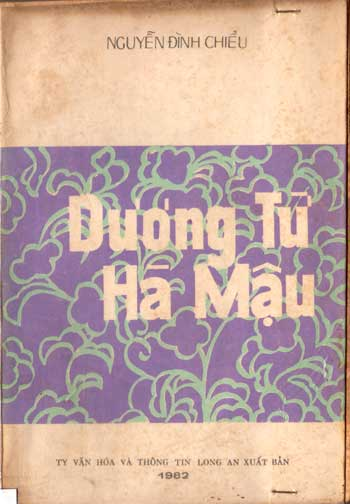 NGUYỄN ĐÌNH CHIỂU
Dương Từ
Hà Mậu
TY VĂN HÓA VÀ THÔNG TIN LONG AN XUẤT BẢN
1982